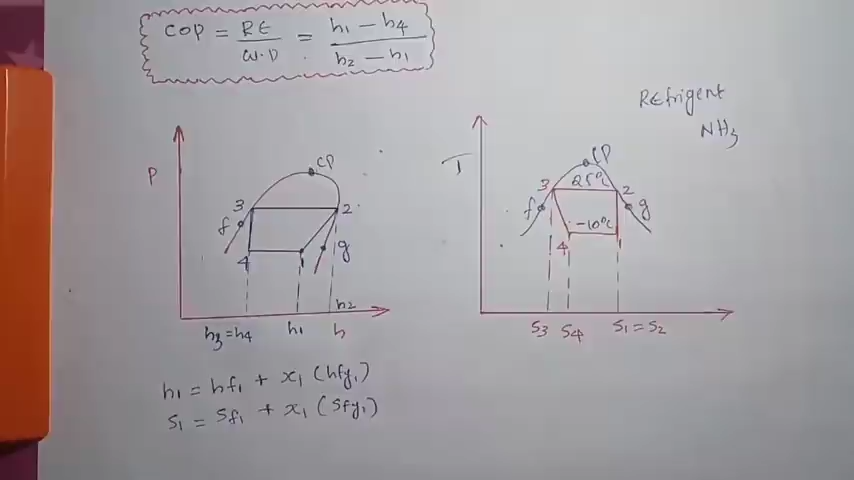 COP = RE / W.D = h₁ - h₄ / h₂ - h₁
REfrigent
NH₃
P
CP
3
2
f
g
4
1
h₂
h₃=h₄
h₁
h
T
CP
3
25°C
2
f
g
4
-10°C
S₃
S₄
S₁=S₂
h₁ = hf₁ + x₁ (hfg₁)
S₁ = Sf₁ + x₁ (Sfg₁)